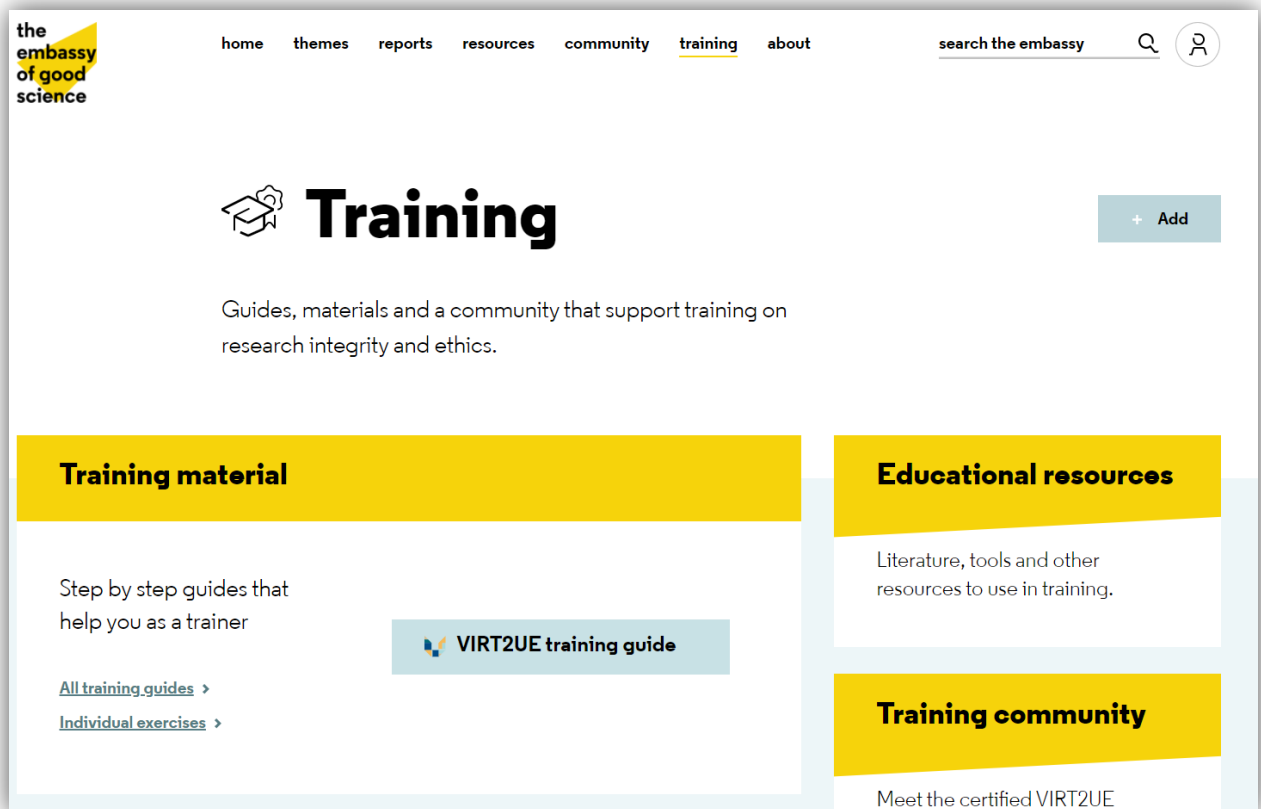 the
embassy
of good
science
home themes reports resources community training about
search the embassy
Training
+ Add
Guides, materials and a community that support training on
research integrity and ethics.
Training material
Step by step guides that
help you as a trainer
VIRT2UE training guide
All training guides >
Individual exercises >
Educational resources
Literature, tools and other
resources to use in training.
Training community
Meet the certified VIRT2UE